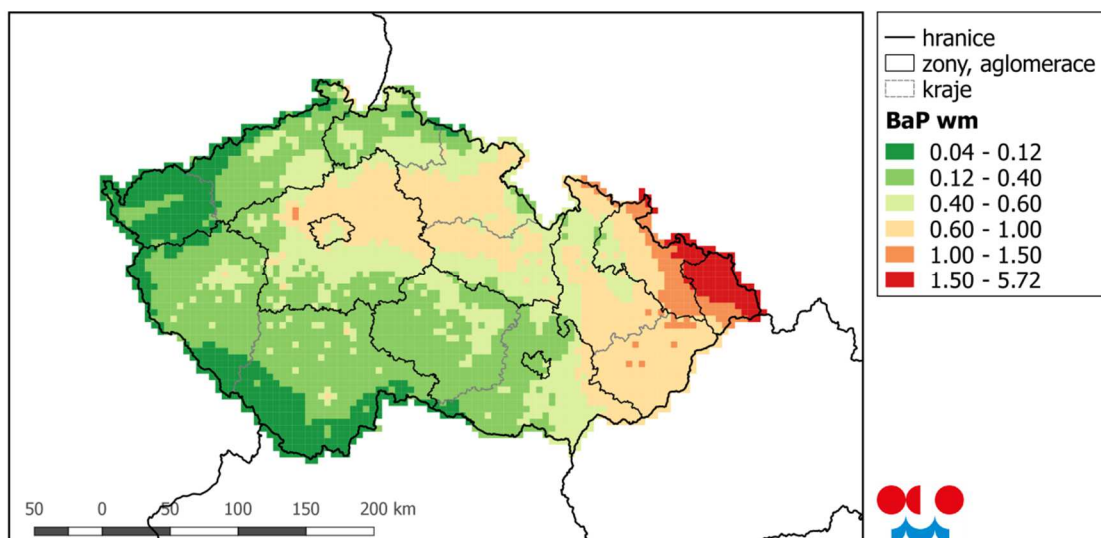 hranice
zony, aglomerace
kraje
BaP wm
0.04 - 0.12
0.12 - 0.40
0.40 - 0.60
0.60 - 1.00
1.00 - 1.50
1.50 - 5.72
50 0 50 100 150 200 km